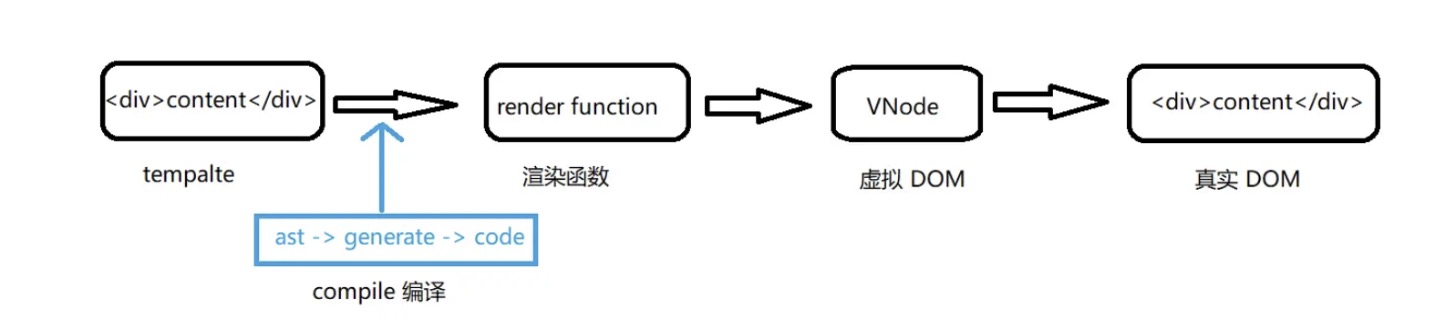 <div>content</div>
render function
VNode
<div>content</div>
tempalte
渲染函数
虚拟 DOM
真实 DOM
ast -> generate -> code
compile 编译